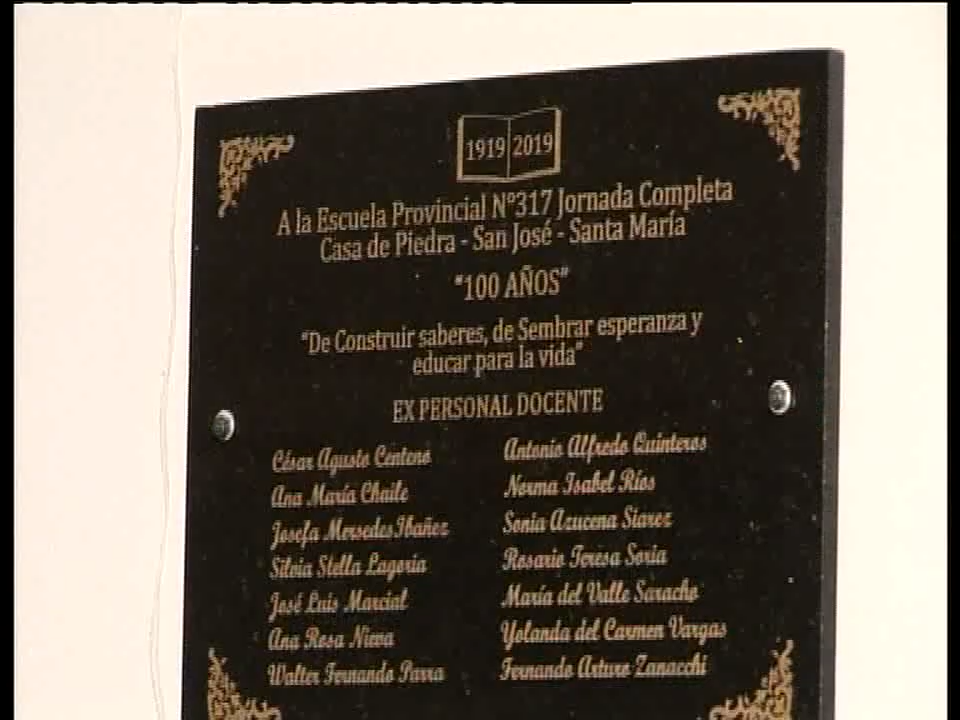 1919 2019
A la Escuela Provincial N°317 Jornada Completa
Casa de Piedra - San José - Santa María
"100 AÑOS"
"De Construir saberes, de Sembrar esperanza y
educar para la vida"
EX PERSONAL DOCENTE
César Agusto Centeno
Ana María Chaile
Josefa Mersedes Ibañez
Silvia Stella Lagoria
José Luis Marcial
Ana Rosa Nieva
Walter Fernando Parra
Antonio Alfredo Quinteros
Norma Isabel Ríos
Sonia Azucena Siarez
Rosario Teresa Soria
María del Valle Saracho
Yolanda del Carmen Vargas
Fernando Arturo Zanacchi